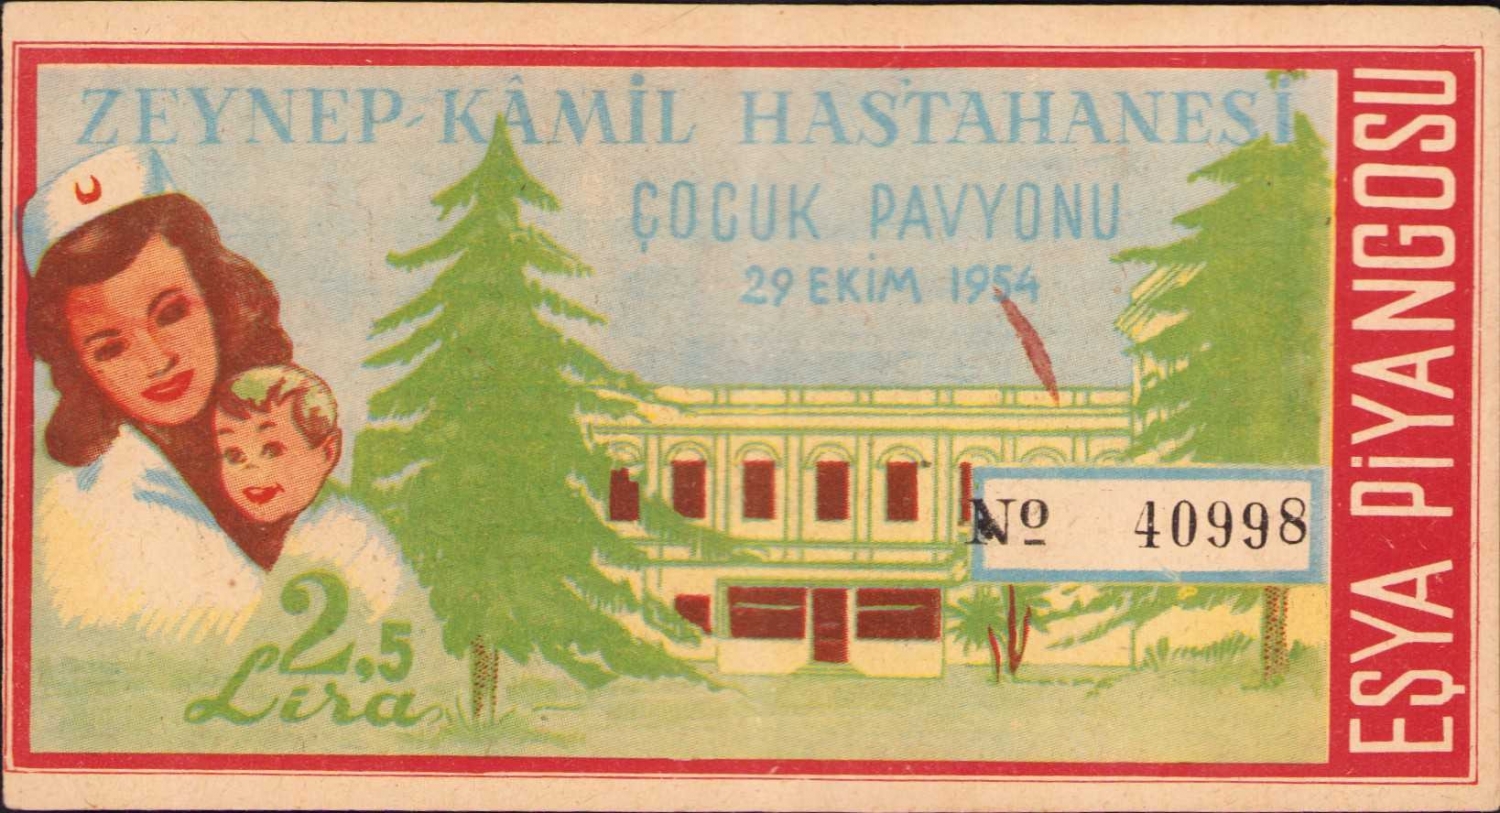 ZEYNEP-KÂMİL HASTAHANESİ
ÇOCUK PAVYONU
29 EKİM 1954
No 40998
2,5
Lira
EŞYA PİYANGOSU